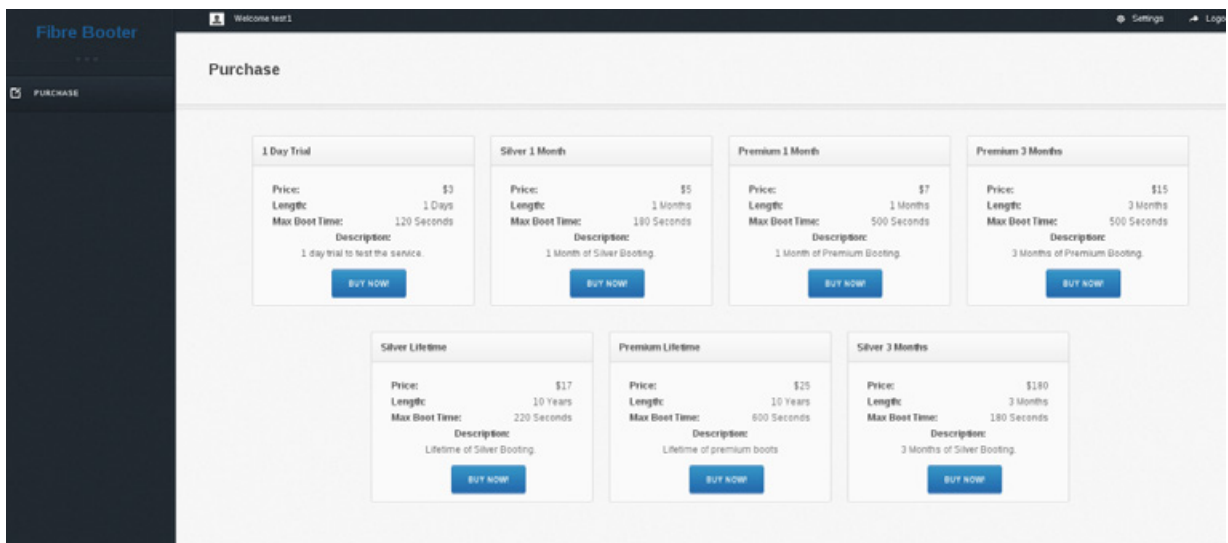 Fibre Booter
Welcome test1
Settings
Logo
PURCHASE
Purchase
1 Day Trial
Price: $3
Length: 1 Days
Max Boot Time: 120 Seconds
Description:
1 day trial to test the service.
BUY NOW!
Silver 1 Month
Price: $5
Length: 1 Months
Max Boot Time: 180 Seconds
Description:
1 Month of Silver Booting.
BUY NOW!
Premium 1 Month
Price: $7
Length: 1 Months
Max Boot Time: 500 Seconds
Description:
1 Month of Premium Booting.
BUY NOW!
Premium 3 Months
Price: $15
Length: 3 Months
Max Boot Time: 500 Seconds
Description:
3 Months of Premium Booting.
BUY NOW!
Silver Lifetime
Price: $17
Length: 10 Years
Max Boot Time: 220 Seconds
Description:
Lifetime of Silver Booting.
BUY NOW!
Premium Lifetime
Price: $25
Length: 10 Years
Max Boot Time: 600 Seconds
Description:
Lifetime of premium boots
BUY NOW!
Silver 3 Months
Price: $180
Length: 3 Months
Max Boot Time: 180 Seconds
Description:
3 Months of Silver Booting.
BUY NOW!